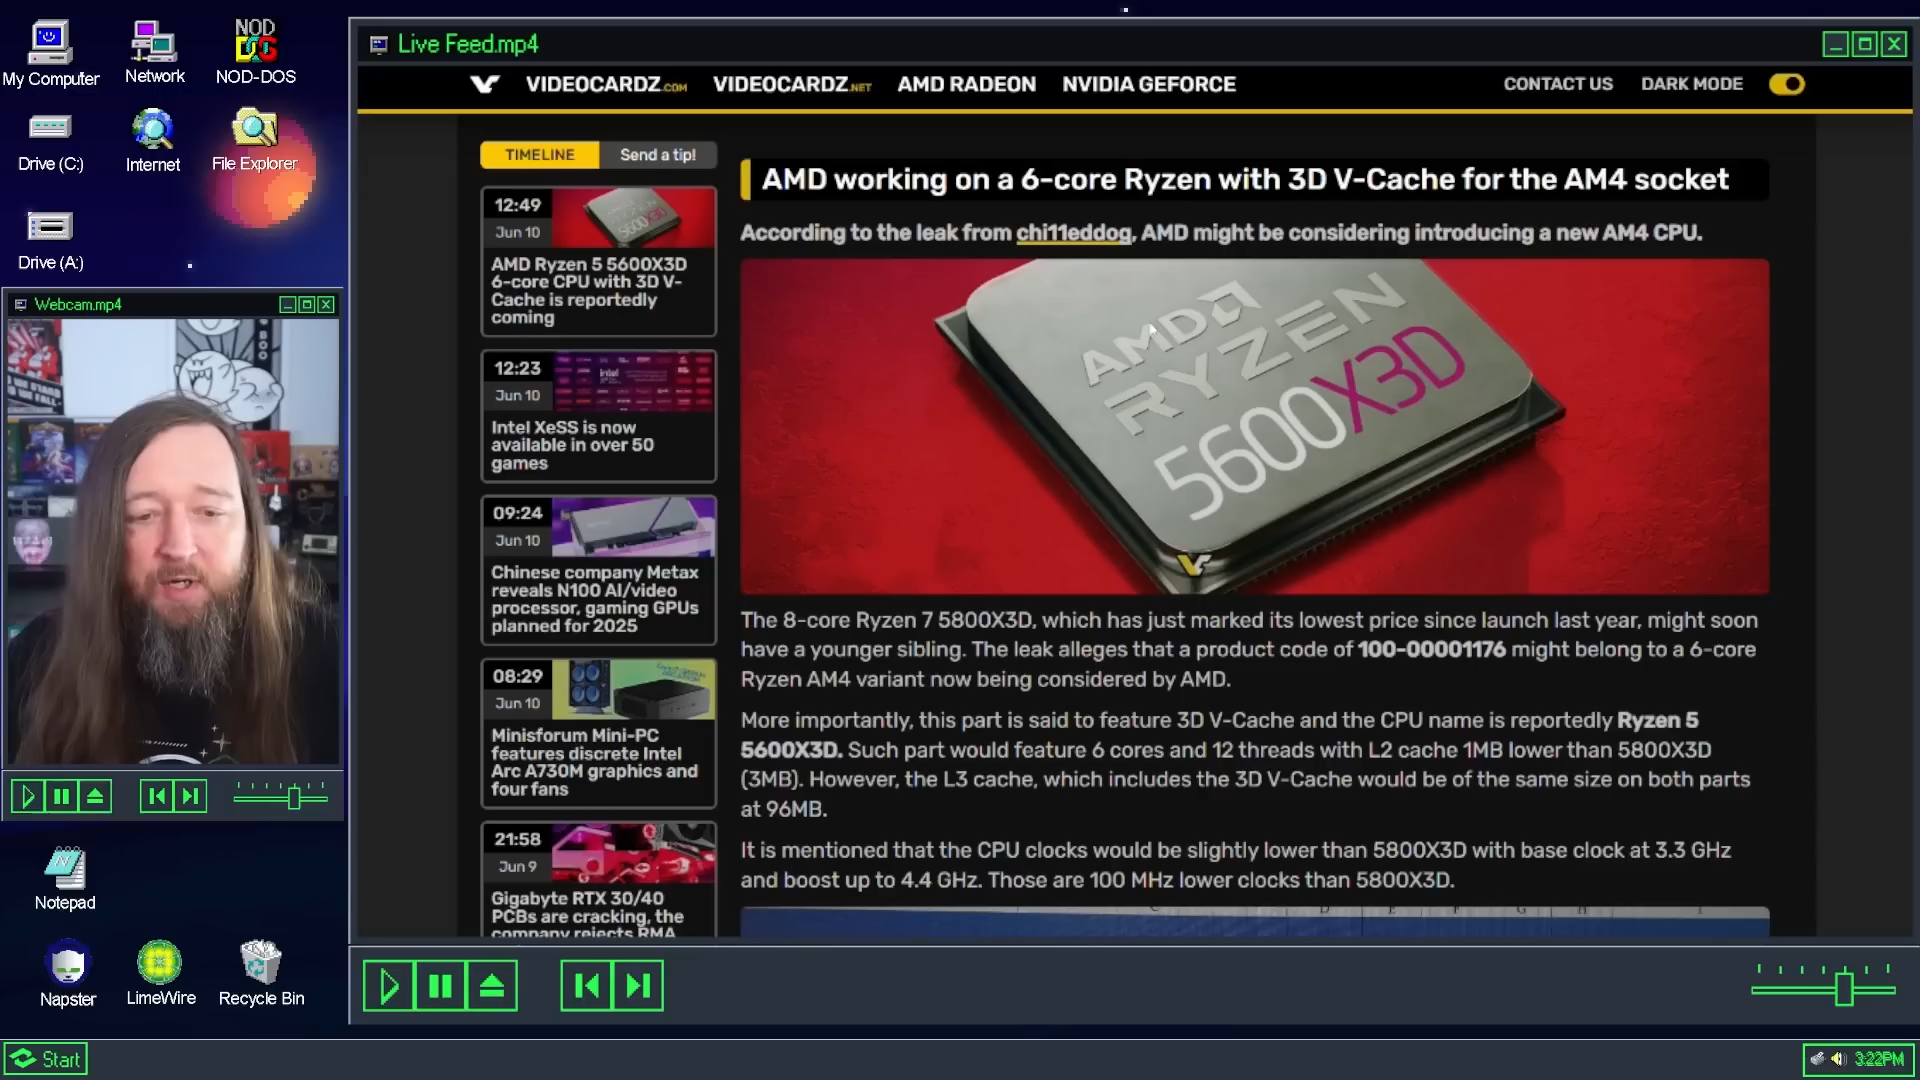 My Computer
Network
NOD
DOG
NOD-DOS
Drive (C:)
Internet
File Explorer
Drive (A:)
Webcam.mp4
BOO
Notepad
Napster
LimeWire
Recycle Bin
Start
Live Feed.mp4
VIDEOCARDZ.COM
VIDEOCARDZ.NET
AMD RADEON
NVIDIA GEFORCE
CONTACT US
DARK MODE
TIMELINE
Send a tip!
12:49
Jun 10
AMD Ryzen 5 5600X3D
6-core CPU with 3D V-
Cache is reportedly
coming
12:23
Jun 10
intel
Intel XeSS is now
available in over 50
games
09:24
Jun 10
Chinese company Metax
reveals N100 AI/video
processor, gaming GPUs
planned for 2025
08:29
Jun 10
Minisforum Mini-PC
features discrete Intel
Arc A730M graphics and
four fans
21:58
Jun 9
Gigabyte RTX 30/40
PCBs are cracking, the
company rejects RMA
AMD working on a 6-core Ryzen with 3D V-Cache for the AM4 socket
According to the leak from chi11eddog, AMD might be considering introducing a new AM4 CPU.
AMD
RYZEN
5600X3D
The 8-core Ryzen 7 5800X3D, which has just marked its lowest price since launch last year, might soon
have a younger sibling. The leak alleges that a product code of 100-00001176 might belong to a 6-core
Ryzen AM4 variant now being considered by AMD.
More importantly, this part is said to feature 3D V-Cache and the CPU name is reportedly Ryzen 5
5600X3D. Such part would feature 6 cores and 12 threads with L2 cache 1MB lower than 5800X3D
(3MB). However, the L3 cache, which includes the 3D V-Cache would be of the same size on both parts
at 96MB.
It is mentioned that the CPU clocks would be slightly lower than 5800X3D with base clock at 3.3 GHz
and boost up to 4.4 GHz. Those are 100 MHz lower clocks than 5800X3D.
3:22PM